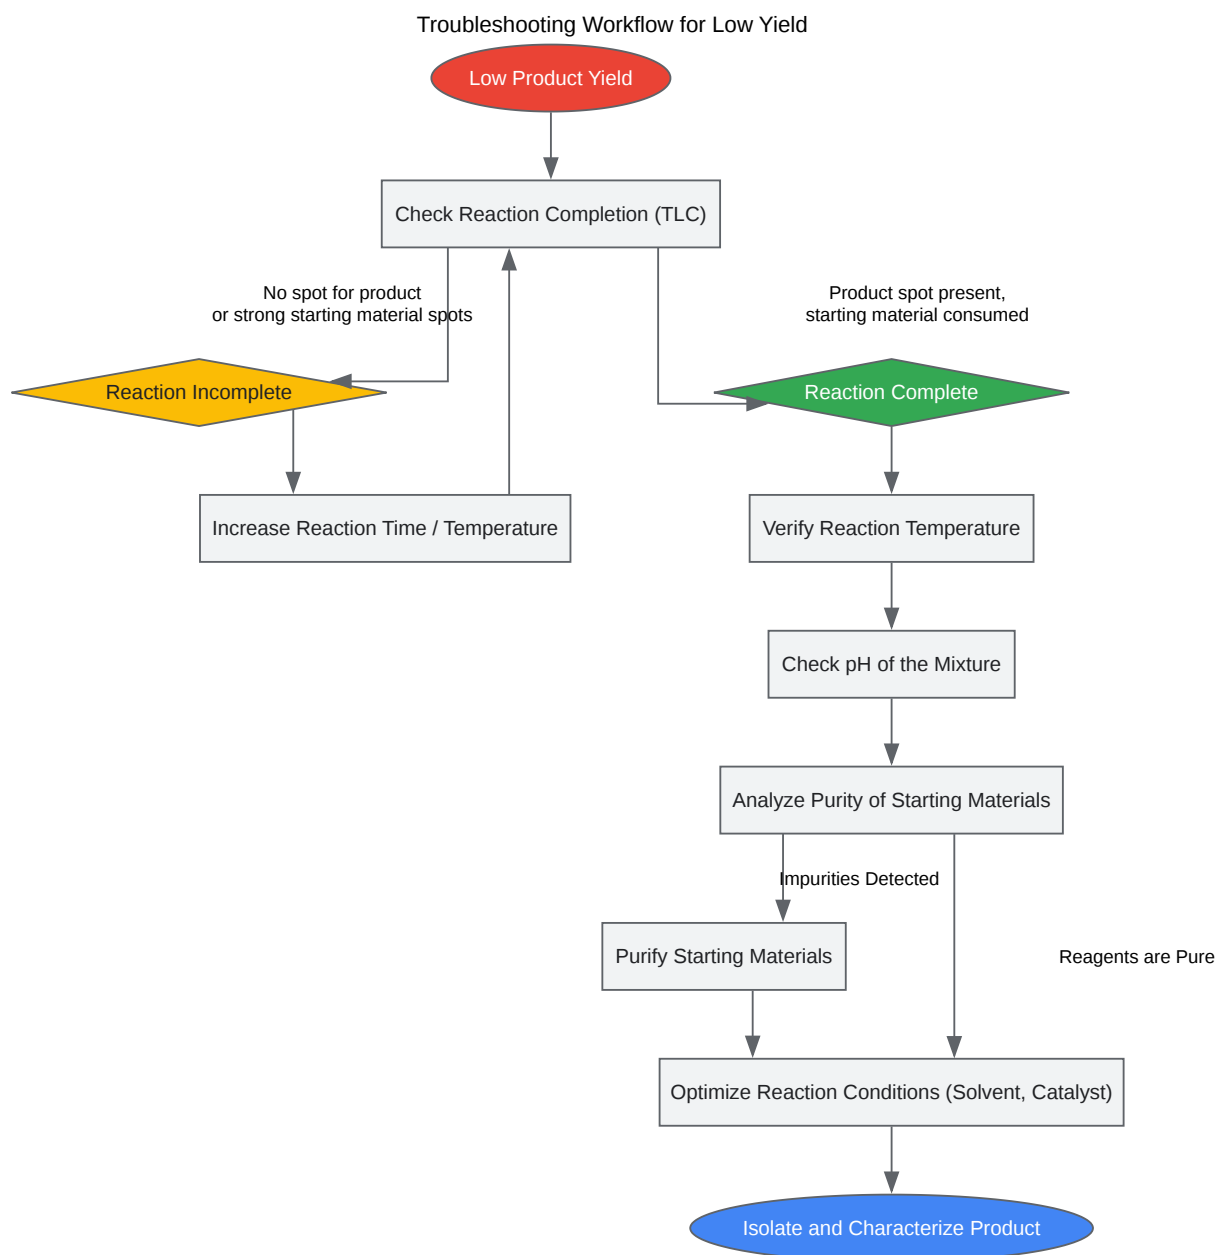 Troubleshooting Workflow for Low Yield
Low Product Yield
Check Reaction Completion (TLC)
No spot for product
or strong starting material spots
Product spot present,
starting material consumed
Reaction Incomplete
Reaction Complete
Increase Reaction Time / Temperature
Verify Reaction Temperature
Check pH of the Mixture
Analyze Purity of Starting Materials
Impurities Detected
Purify Starting Materials
Reagents are Pure
Optimize Reaction Conditions (Solvent, Catalyst)
Isolate and Characterize Product